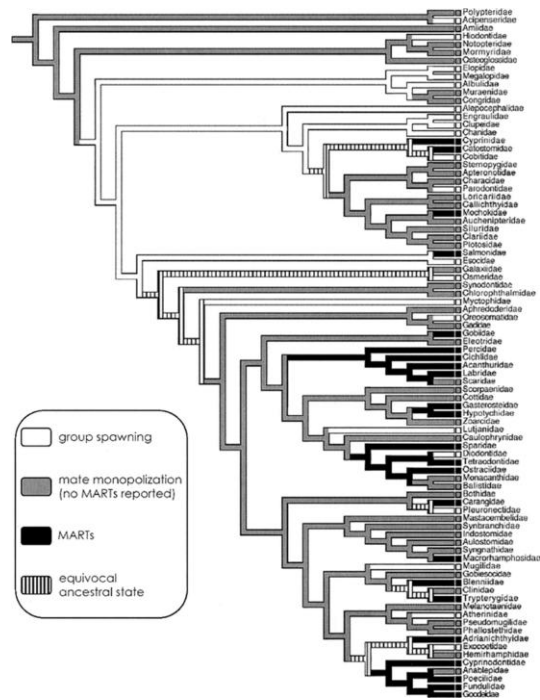 Polypteridae
Acipenseridae
Amiidae
Hiodontidae
Notopteridae
Mormyridae
Osteoglossidae
Elopidae
Megalopidae
Albulidae
Muraenidae
Congridae
Alepocephalidae
Engraulidae
Clupeidae
Chanidae
Cyprinidae
Catostomidae
Cobitidae
Sternopygidae
Apteronotidae
Characidae
Parodontidae
Loricariidae
Callichthyidae
Mochokidae
Auchenipteridae
Siluridae
Clariidae
Plotosidae
Salmonidae
Esocidae
Galaxiidae
Osmeridae
Synodontidae
Chlorophthalmidae
Myctophidae
Aphredoderidae
Oreosomatidae
Gadidae
Gobiidae
Eleotridae
Percidae
Cichlidae
Acanthuridae
Labridae
Scaridae
Scorpaenidae
Cottidae
Gasterosteidae
Hypotychidae
Zoarcidae
Lutjanidae
Caulophrynidae
Sparidae
Diodontidae
Tetraodontidae
Ostraciidae
Monacanthidae
Balistidae
Bothidae
Carangidae
Pleuronectidae
Mastacembelidae
Synbranchidae
Indostomidae
Aulostomidae
Syngnathidae
Macrorhamphosidae
Mugilidae
Gobiesocidae
Blenniidae
Clinidae
Trypterygidae
Melanotaenidae
Atherinidae
Pseudomugilidae
Phallostethidae
Adrianichthyidae
Exocoetidae
Hemirhamphidae
Cyprinodontidae
Anablepidae
Poeciliidae
Fundulidae
Goodeidae
group spawning
mate monopolization
(no MARTs reported)
MARTs
equivocal
ancestral state